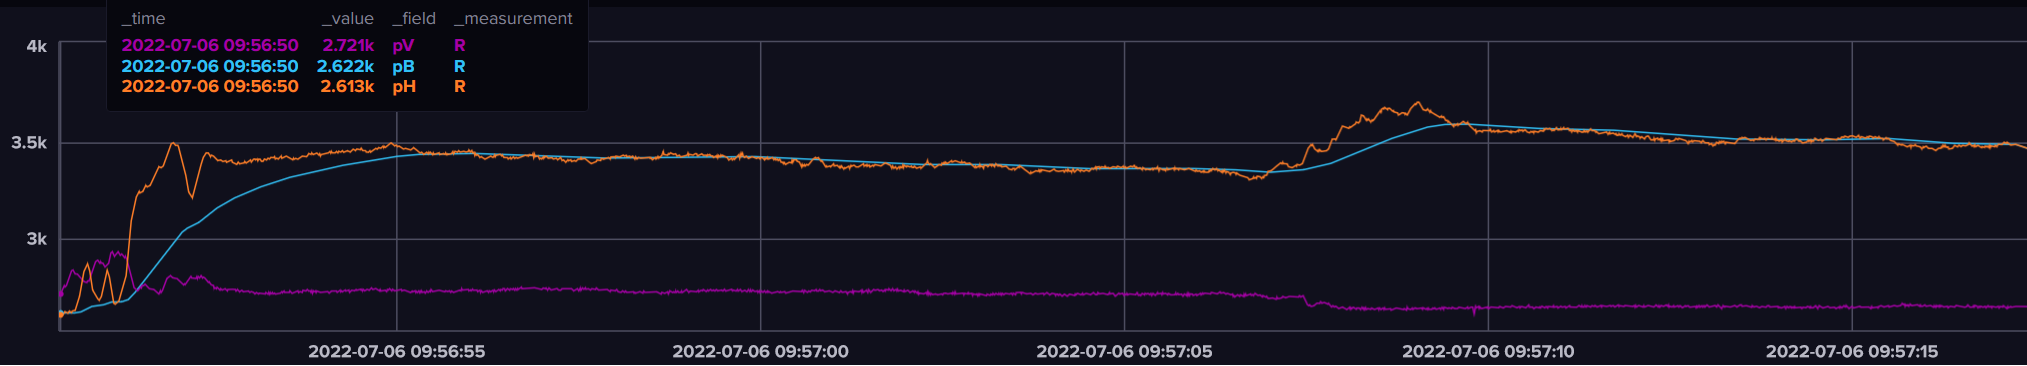 _time _value _field _measurement
2022-07-06 09:56:50 2.721k pV R
2022-07-06 09:56:50 2.622k pB R
2022-07-06 09:56:50 2.613k pH R
4k
3.5k
3k
2022-07-06 09:56:55 2022-07-06 09:57:00 2022-07-06 09:57:05 2022-07-06 09:57:10 2022-07-06 09:57:15